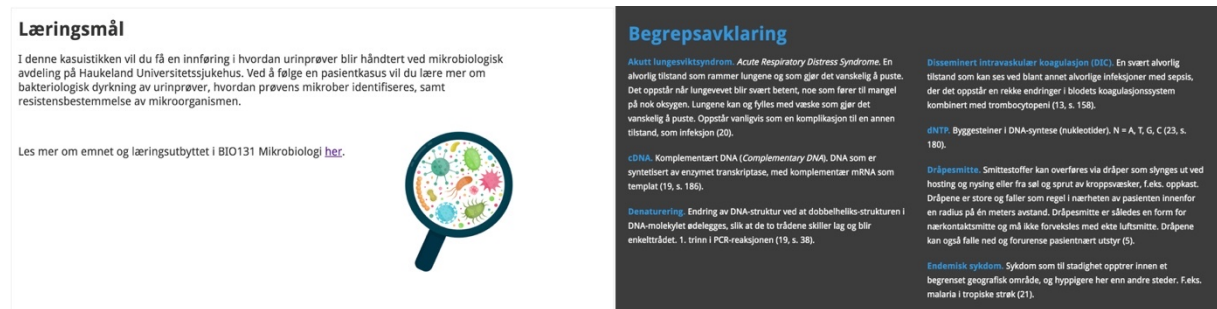 Læringsmål
I denne kasuistikken vil du få en innføring i hvordan urinprøver blir håndtert ved mikrobiologisk
avdeling på Haukeland Universitetssjukehus. Ved å følge en pasientkasus vil du lære mer om
bakteriologisk dyrkning av urinprøver, hvordan prøvens mikrober identifiseres, samt
resistensbestemmelse av mikroorganismen.
Les mer om emnet og læringsutbyttet i BIO131 Mikrobiologi her.
Begrepsavklaring
Akutt lungesviktsyndrom. Acute Respiratory Distress Syndrome. En
alvorlig tilstand som rammer lungene og som gjør det vanskelig å puste.
Det oppstår når lungevevet blir svært betent, noe som fører til mangel
på nok oksygen. Lungene kan og fylles med væske som gjør det
vanskelig å puste. Oppstår vanligvis som en komplikasjon til en annen
tilstand, som infeksjon (20).
cDNA. Komplementært DNA (Complementary DNA). DNA som er
syntetisert av enzymet transkriptase, med komplementær mRNA som
templat (19, s. 186).
Denaturering. Endring av DNA-struktur ved at dobbelheliks-strukturen i
DNA-molekylet ødelegges, slik at de to trådene skiller lag og blir
enkelttrådet. 1. trinn i PCR-reaksjonen (19, s. 38).
Disseminert intravaskulær koagulasjon (DIC). En svært alvorlig
tilstand som kan ses ved blant annet alvorlige infeksjoner med sepsis,
der det oppstår en rekke endringer i blodets koagulasjonssystem
kombinert med trombocytopeni (13, s. 158).
dNTP. Byggesteiner i DNA-syntese (nukleotider). N = A, T, G, C (23, s.
180).
Dråpesmitte. Smittestoffer kan overføres via dråper som slynges ut ved
hosting og nysing eller fra søl og sprut av kroppsvæsker, f.eks. oppkast.
Dråpene er store og faller som regel i nærheten av pasienten innenfor
en radius på én meters avstand. Dråpesmitte er således en form for
nærkontaktsmitte og må ikke forveksles med ekte luftsmitte. Dråpene
kan også falle ned og forurense pasientnært utstyr (5).
Endemisk sykdom. Sykdom som til stadighet opptrer innen et
begrenset geografisk område, og hyppigere her enn andre steder. F.eks.
malaria i tropiske strøk (21).